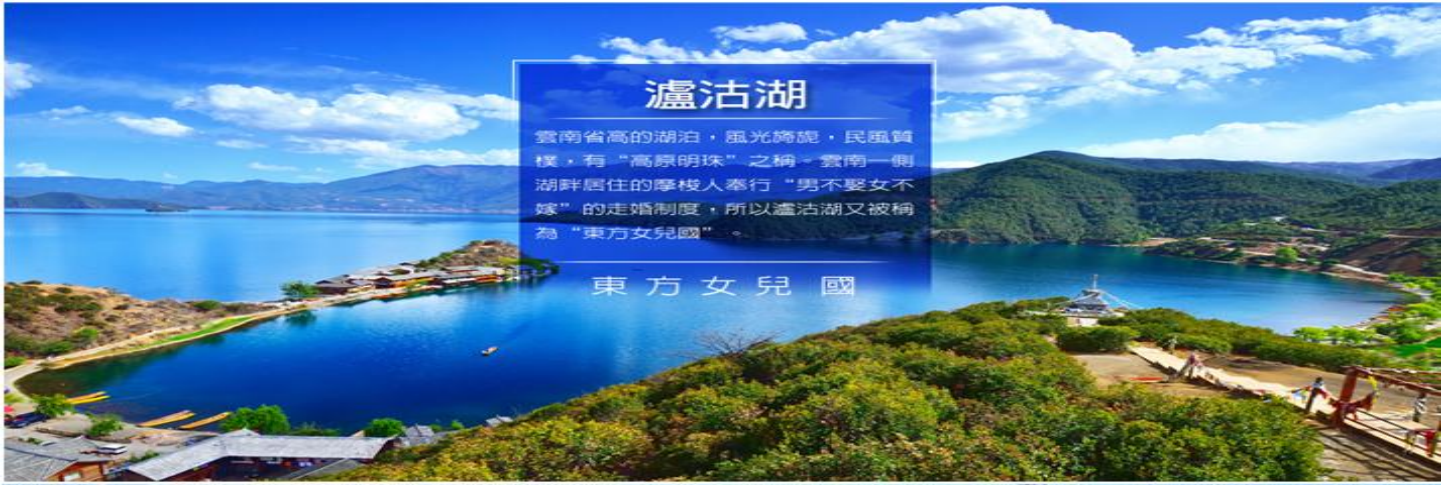 瀘沽湖
雲南省高的湖泊，風光旖旎，民風質
樸，有“高原明珠”之稱。雲南一側
湖畔居住的摩梭人奉行“男不娶女不
嫁”的走婚制度，所以瀘沽湖又被稱
為“東方女兒國”。
東方女兒國